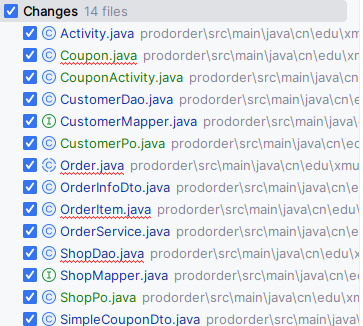 Changes 14 files
Activity.java prodorder\src\main\java\cn\edu\xm
Coupon.java prodorder\src\main\java\cn\edu\xmu
CouponActivity.java prodorder\src\main\java\cn\
CustomerDao.java prodorder\src\main\java\cn\ec
CustomerMapper.java prodorder\src\main\java\c
CustomerPo.java prodorder\src\main\java\cn\ed
Order.java prodorder\src\main\java\cn\edu\xmu\
OrderInfoDto.java prodorder\src\main\java\cn\e
OrderItem.java prodorder\src\main\java\cn\edu\
OrderService.java prodorder\src\main\java\cn\e
ShopDao.java prodorder\src\main\java\cn\edu\x
ShopMapper.java prodorder\src\main\java\cn\ed
ShopPo.java prodorder\src\main\java\cn\edu\xm
SimpleCouponDto.java prodorder\src\main\java\